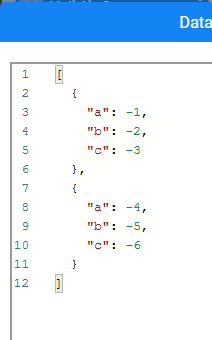 Data
1 [
2   {
3     "a": -1,
4     "b": -2,
5     "c": -3
6   },
7   {
8     "a": -4,
9     "b": -5,
10     "c": -6
11   }
12 ]